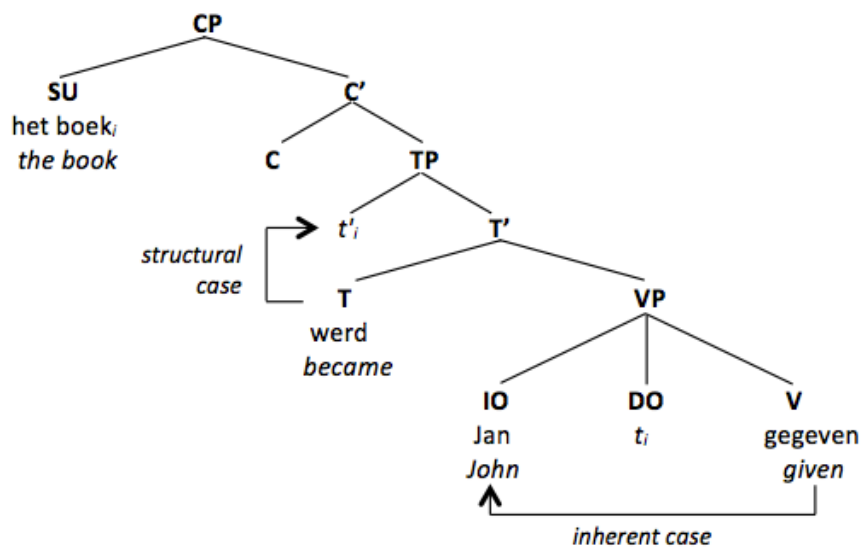 CP
SU C’
het boekᵢ
the book
C TP
t'ᵢ T’
structural
case
T VP
werd
became
IO DO V
Jan tᵢ gegeven
John given
inherent case